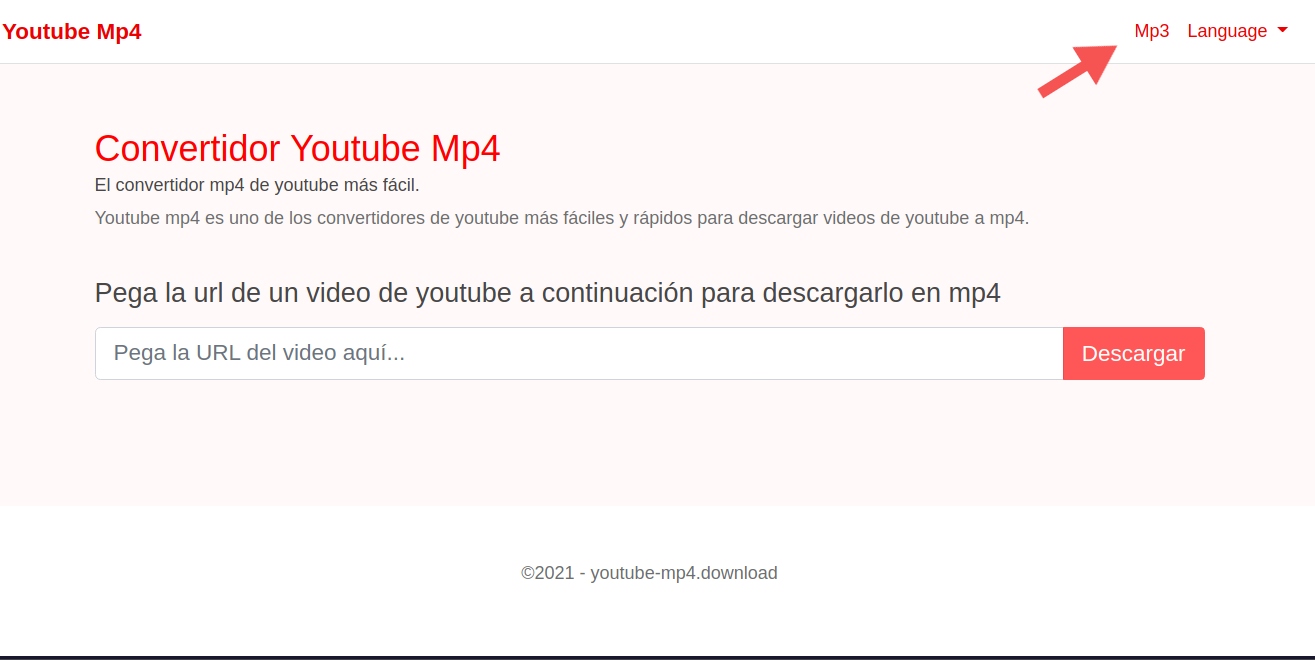 Youtube Mp4
Mp3 Language
Convertidor Youtube Mp4
El convertidor mp4 de youtube más fácil.
Youtube mp4 es uno de los convertidores de youtube más fáciles y rápidos para descargar videos de youtube a mp4.
Pega la url de un video de youtube a continuación para descargarlo en mp4
Pega la URL del video aquí... Descargar
©2021 - youtube-mp4.download